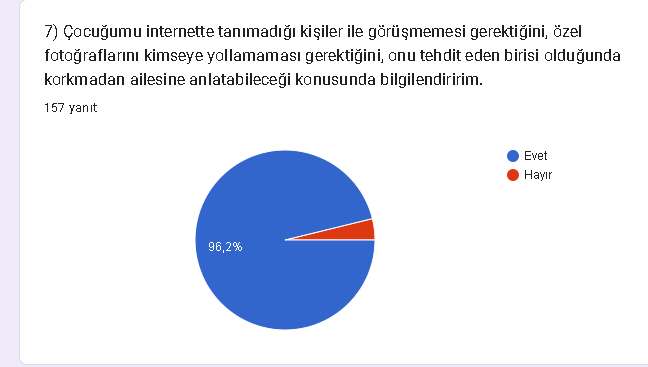 7) Çocuğumu internette tanımadığı kişiler ile görüşmemesi gerektiğini, özel
fotoğraflarını kimseye yollamaması gerektiğini, onu tehdit eden birisi olduğunda
korkmadan ailesine anlatabileceği konusunda bilgilendiririm.
157 yanıt
Evet
Hayır
96,2%